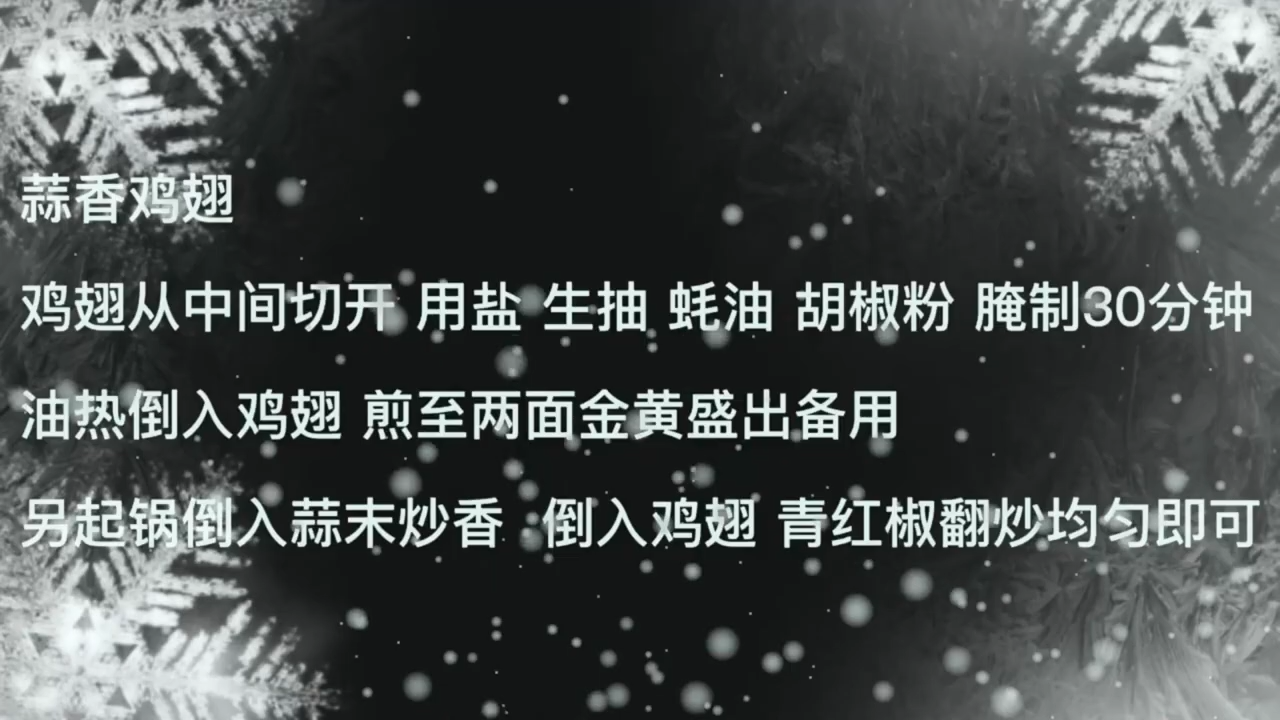 蒜香鸡翅
鸡翅从中间切开 用盐 生抽 蚝油 胡椒粉 腌制30分钟
油热倒入鸡翅 煎至两面金黄盛出备用
另起锅倒入蒜末炒香 倒入鸡翅 青红椒翻炒均匀即可